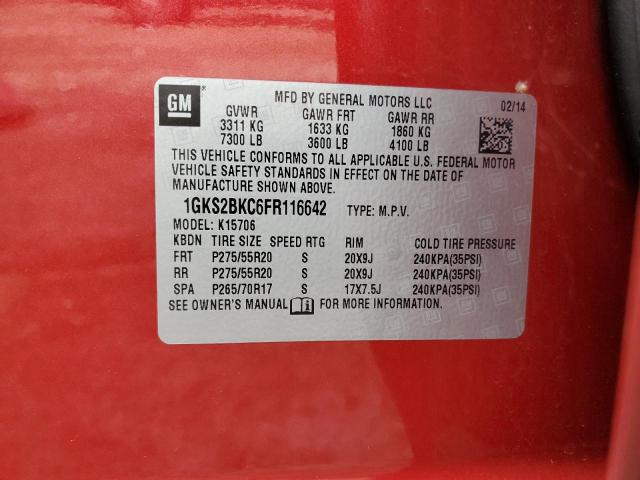 GM
MFD BY GENERAL MOTORS LLC 02/14
GVWR GAWR FRT GAWR RR
3311 KG 1633 KG 1860 KG
7300 LB 3600 LB 4100 LB
THIS VEHICLE CONFORMS TO ALL APPLICABLE U.S. FEDERAL MOTOR
VEHICLE SAFETY STANDARDS IN EFFECT ON THE DATE OF
MANUFACTURE SHOWN ABOVE.
1GKS2BKC6FR116642 TYPE: M.P.V.
MODEL: K15706
KBDN TIRE SIZE SPEED RTG RIM COLD TIRE PRESSURE
FRT P275/55R20 S 20X9J 240KPA(35PSI)
RR P275/55R20 S 20X9J 240KPA(35PSI)
SPA P265/70R17 S 17X7.5J 240KPA(35PSI)
SEE OWNER'S MANUAL FOR MORE INFORMATION.